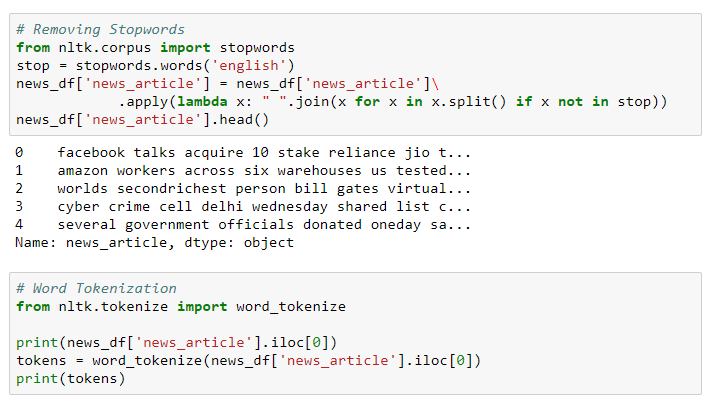 # Removing Stopwords
from nltk.corpus import stopwords
stop = stopwords.words('english')
news_df['news_article'] = news_df['news_article']\
            .apply(lambda x: " ".join(x for x in x.split() if x not in stop))
news_df['news_article'].head()
0    facebook talks acquire 10 stake reliance jio t...
1    amazon workers across six warehouses us tested...
2    worlds secondrichest person bill gates virtual...
3    cyber crime cell delhi wednesday shared list c...
4    several government officials donated oneday sa...
Name: news_article, dtype: object
# Word Tokenization
from nltk.tokenize import word_tokenize
print(news_df['news_article'].iloc[0])
tokens = word_tokenize(news_df['news_article'].iloc[0])
print(tokens)